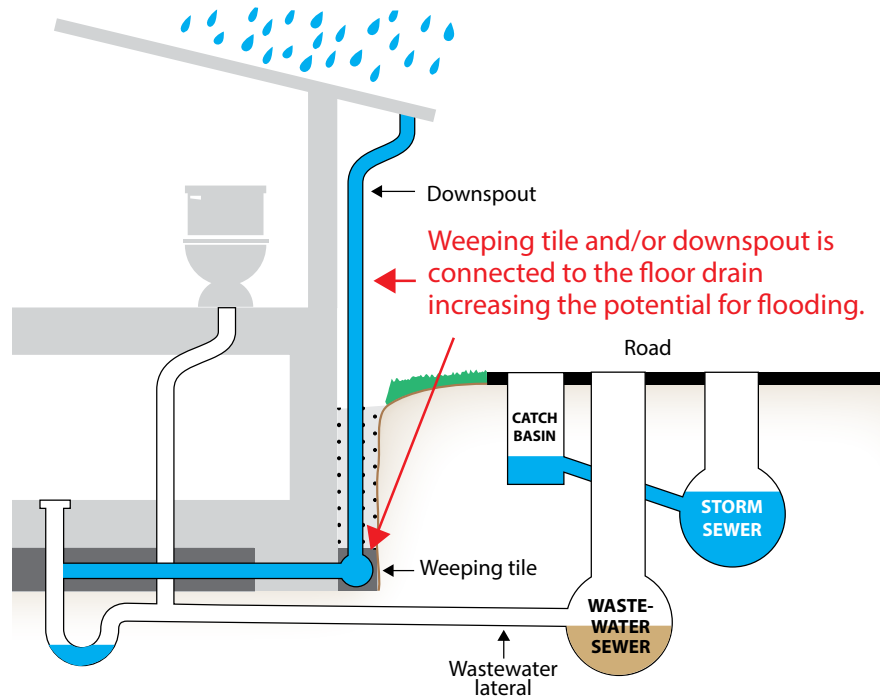 Downspout
Weeping tile and/or downspout is
connected to the floor drain
increasing the potential for flooding.
Road
CATCH
BASIN
STORM
SEWER
Weeping tile
WASTE-
WATER
SEWER
Wastewater
lateral